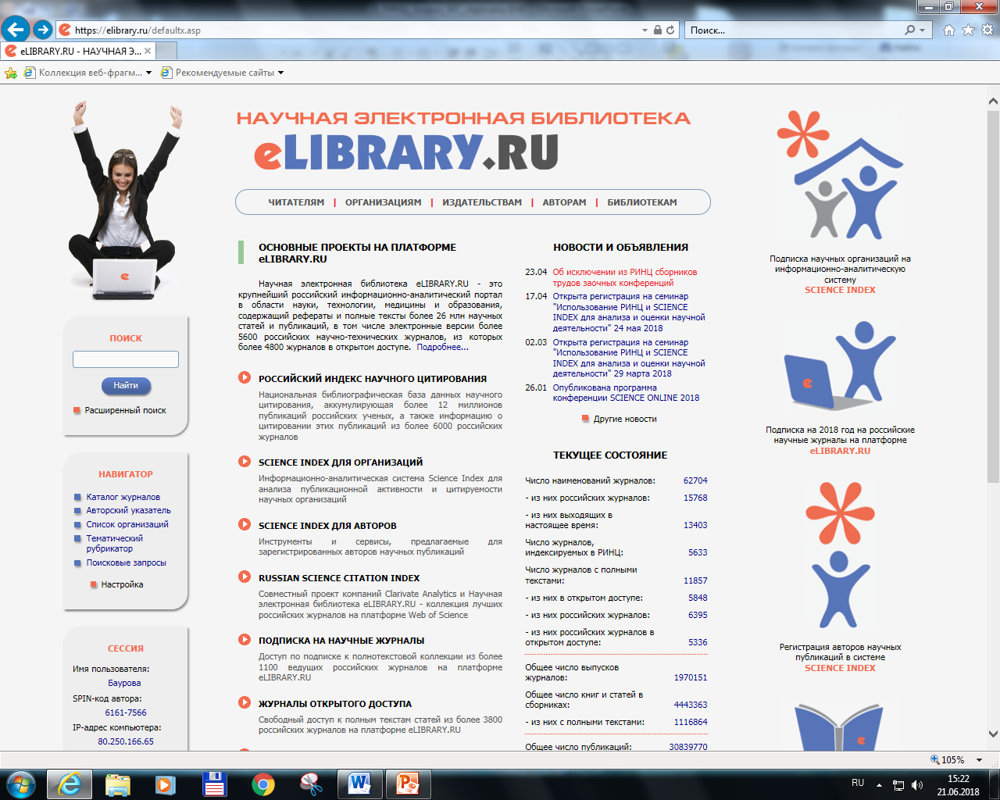 https://elibrary.ru/defaultx.asp
Поиск...
eLIBRARY.RU - НАУЧНАЯ Э...
Коллекция веб-фрагм...
Рекомендуемые сайты
НАУЧНАЯ ЭЛЕКТРОННАЯ БИБЛИОТЕКА
eLIBRARY.RU
ЧИТАТЕЛЯМ | ОРГАНИЗАЦИЯМ | ИЗДАТЕЛЬСТВАМ | АВТОРАМ | БИБЛИОТЕКАМ
ПОИСК
Найти
Расширенный поиск
НАВИГАТОР
Каталог журналов
Авторский указатель
Список организаций
Тематический
рубрикатор
Поисковые запросы
Настройка
СЕССИЯ
Имя пользователя:
Баурова
SPIN-код автора:
6161-7566
IP-адрес компьютера:
80.250.166.65
ОСНОВНЫЕ ПРОЕКТЫ НА ПЛАТФОРМЕ
eLIBRARY.RU
Научная электронная библиотека eLIBRARY.RU - это
крупнейший российский информационно-аналитический портал
в области науки, технологии, медицины и образования,
содержащий рефераты и полные тексты более 26 млн научных
статей и публикаций, в том числе электронные версии более
5600 российских научно-технических журналов, из которых
более 4800 журналов в открытом доступе. Подробнее...
РОССИЙСКИЙ ИНДЕКС НАУЧНОГО ЦИТИРОВАНИЯ
Национальная библиографическая база данных научного
цитирования, аккумулирующая более 12 миллионов
публикаций российских ученых, а также информацию о
цитировании этих публикаций из более 6000 российских
журналов
SCIENCE INDEX ДЛЯ ОРГАНИЗАЦИЙ
Информационно-аналитическая система Science Index для
анализа публикационной активности и цитируемости
научных организаций
SCIENCE INDEX ДЛЯ АВТОРОВ
Инструменты и сервисы, предлагаемые для
зарегистрированных авторов научных публикаций
RUSSIAN SCIENCE CITATION INDEX
Совместный проект компаний Clarivate Analytics и Научная
электронная библиотека eLIBRARY.RU - коллекция лучших
российских журналов на платформе Web of Science
ПОДПИСКА НА НАУЧНЫЕ ЖУРНАЛЫ
Доступ по подписке к полнотекстовой коллекции из более
1100 ведущих российских журналов на платформе
eLIBRARY.RU
ЖУРНАЛЫ ОТКРЫТОГО ДОСТУПА
Свободный доступ к полным текстам статей из более 3800
российских журналов на платформе eLIBRARY.RU
НОВОСТИ И ОБЪЯВЛЕНИЯ
23.04 Об исключении из РИНЦ сборников
трудов заочных конференций
17.04 Открыта регистрация на семинар
"Использование РИНЦ и SCIENCE
INDEX для анализа и оценки научной
деятельности" 24 мая 2018
02.03 Открыта регистрация на семинар
"Использование РИНЦ и SCIENCE
INDEX для анализа и оценки научной
деятельности" 29 марта 2018
26.01 Опубликована программа
конференции SCIENCE ONLINE 2018
Другие новости
ТЕКУЩЕЕ СОСТОЯНИЕ
Число наименований журналов: 62704
- из них российских журналов: 15768
- из них выходящих в
настоящее время: 13403
Число журналов,
индексируемых в РИНЦ: 5633
Число журналов с полными
текстами: 11857
- из них в открытом доступе: 5848
- из них российских журналов: 6395
- из них российских журналов в
открытом доступе: 5336
Общее число выпусков
журналов: 1970151
Общее число книг и статей в
сборниках: 4443363
- из них с полными текстами: 1116864
Общее число публикаций: 30839770
Подписка научных организаций на
информационно-аналитическую
систему
SCIENCE INDEX
Подписка на 2018 год на российские
научные журналы на платформе
eLIBRARY.RU
Регистрация авторов научных
публикаций в системе
SCIENCE INDEX
105%
RU
15:22
21.06.2018